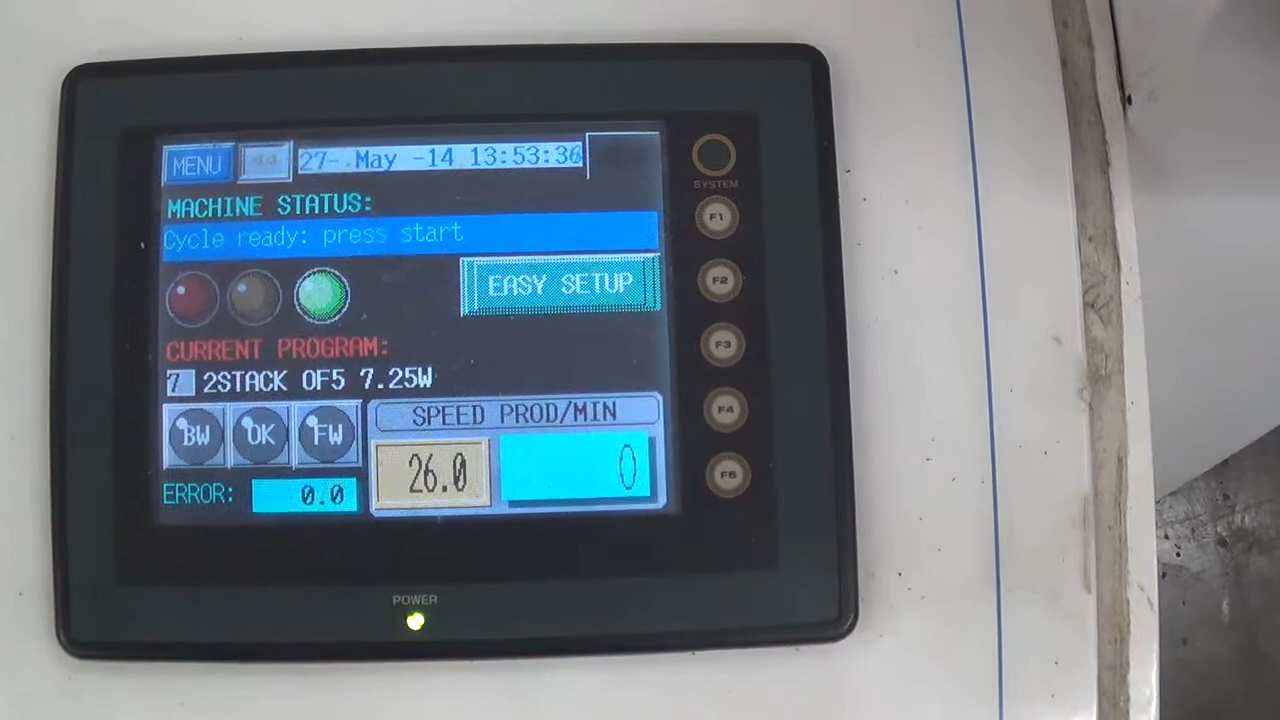 MENU
27-.May -14 13:53:36
MACHINE STATUS:
Cycle ready: press start
EASY SETUP
CURRENT PROGRAM:
7 2STACK OF5 7.25W
BW OK FW
SPEED PROD/MIN
26.0 0
ERROR: 0.0
SYSTEM
F1
F2
F3
F4
F5
POWER